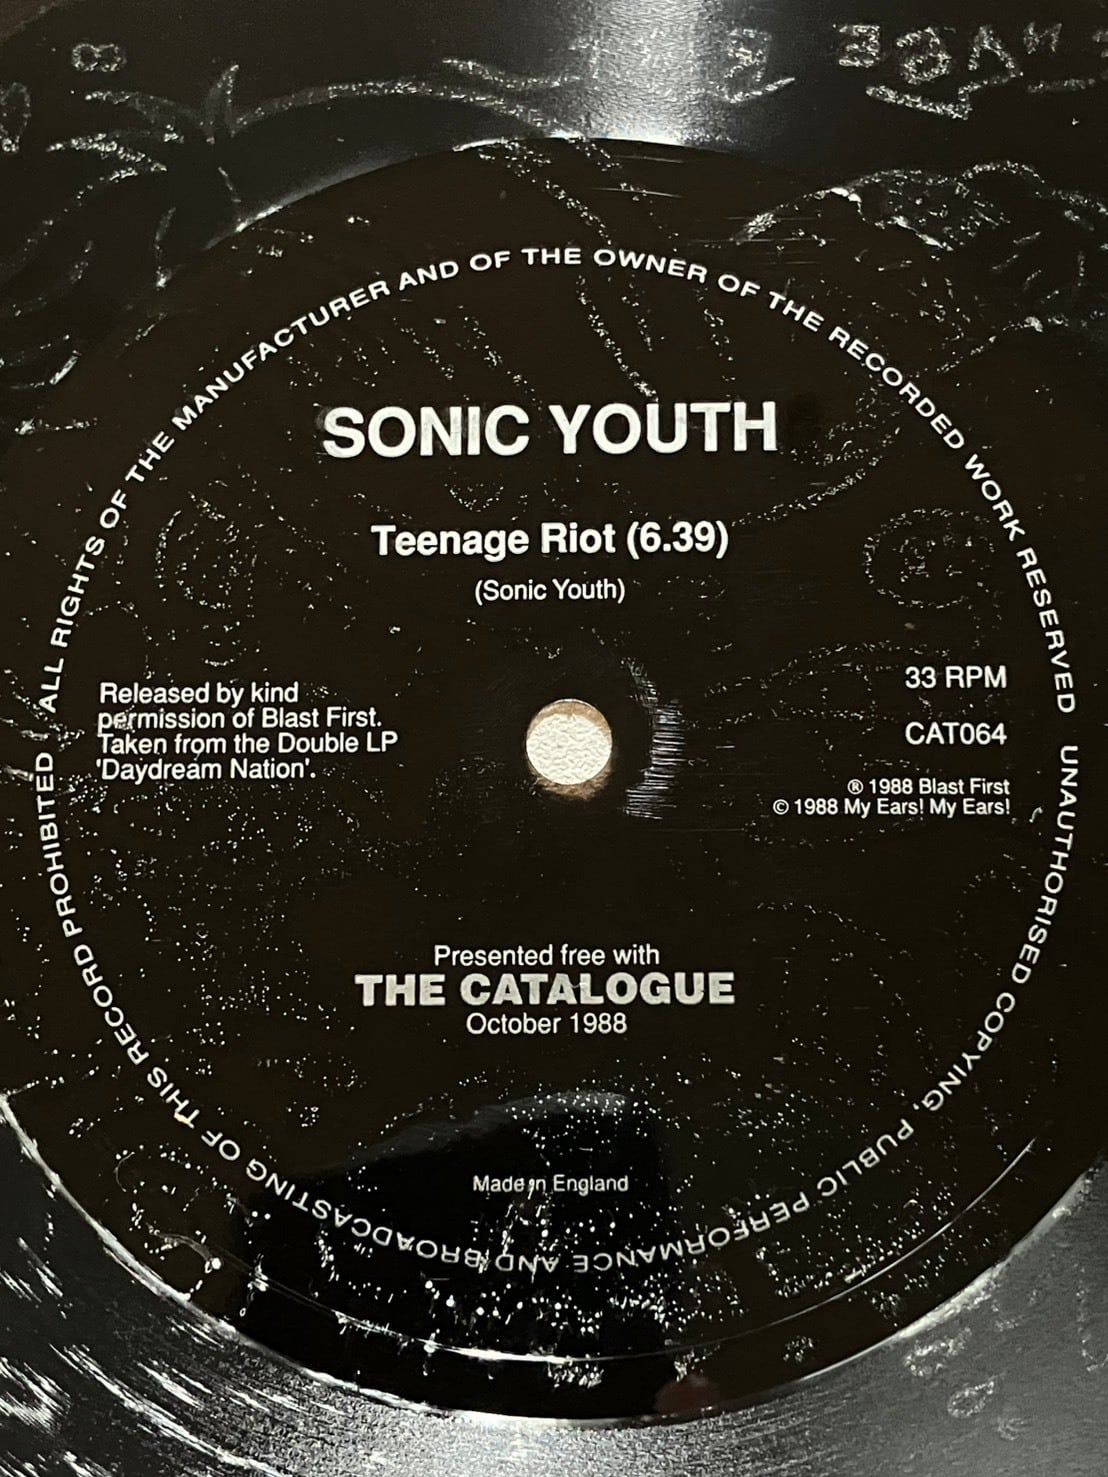 ALL RIGHTS OF THE MANUFACTURER AND OF THE OWNER OF THE RECORDED WORK RESERVED
UNAUTHORISED COPYING, PUBLIC PERFORMANCE AND BROADCASTING OF THIS RECORD PROHIBITED
SONIC YOUTH
Teenage Riot (6.39)
(Sonic Youth)
Released by kind
permission of Blast First.
Taken from the Double LP
'Daydream Nation'.
33 RPM
CAT064
® 1988 Blast First
© 1988 My Ears! My Ears!
Presented free with
THE CATALOGUE
October 1988
Made in England